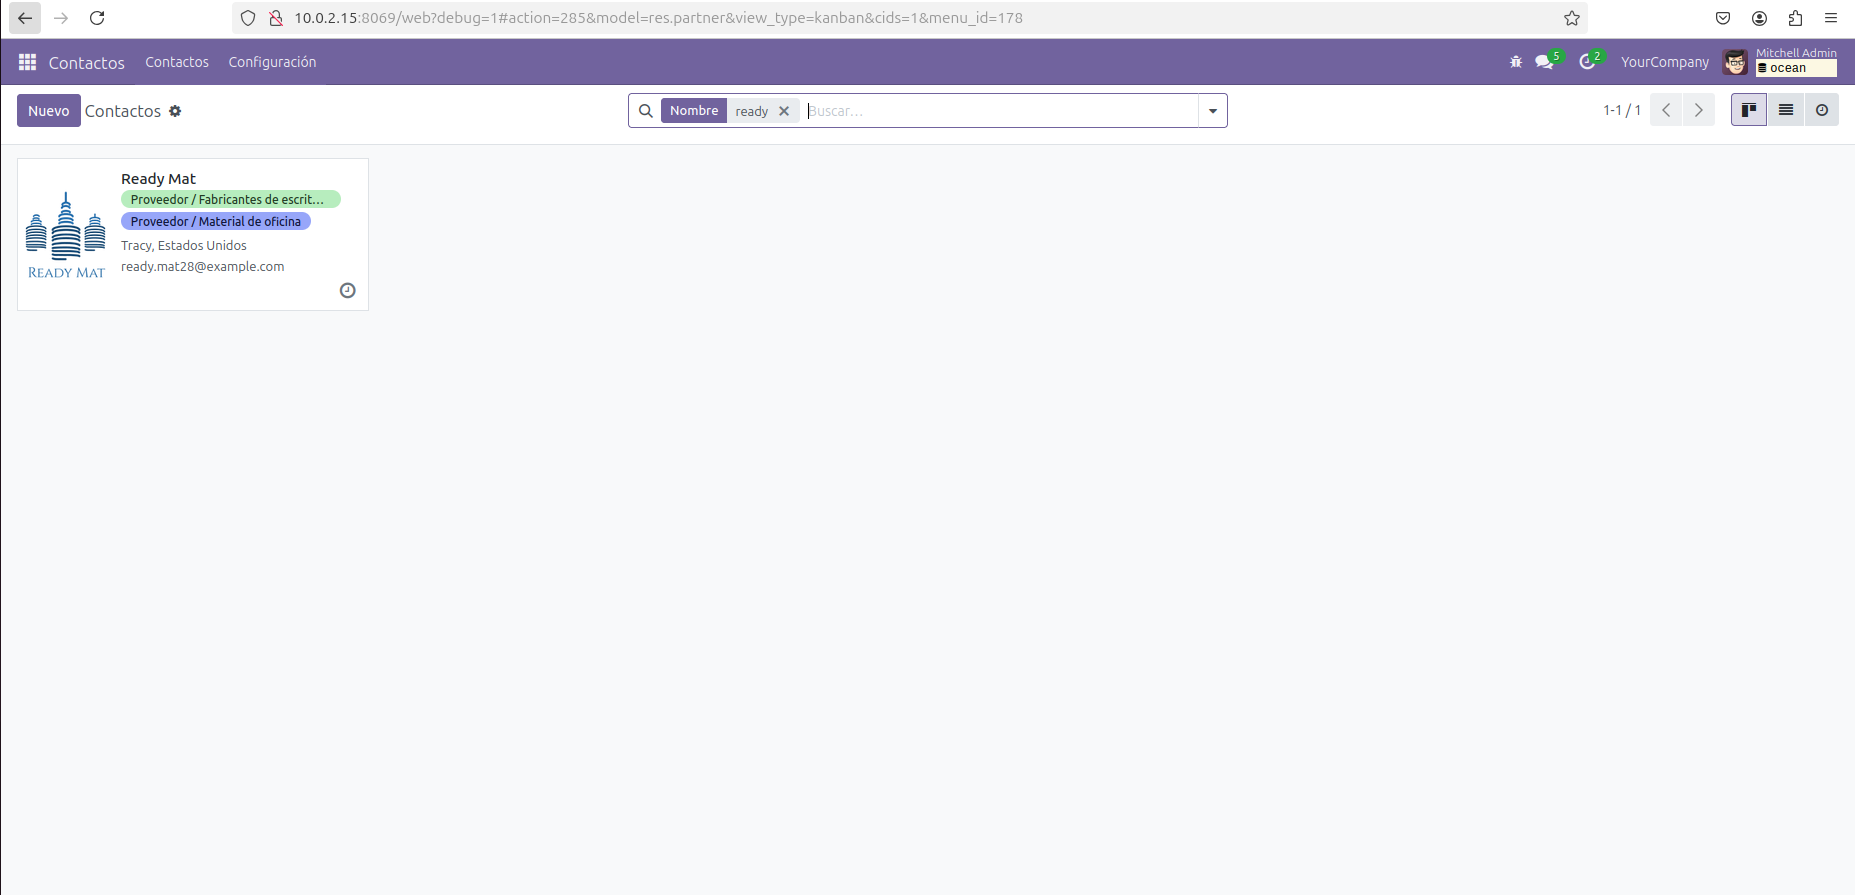 10.0.2.15:8069/web?debug=1#action=285&model=res.partner&view_type=kanban&cids=1&menu_id=178
Contactos Contactos Configuración 5 2 YourCompany Mitchell Admin
ocean
Nuevo Contactos Nombre ready Buscar... 1-1 / 1
Ready Mat
Proveedor / Fabricantes de escrit...
Proveedor / Material de oficina
Tracy, Estados Unidos
ready.mat28@example.com
READY MAT